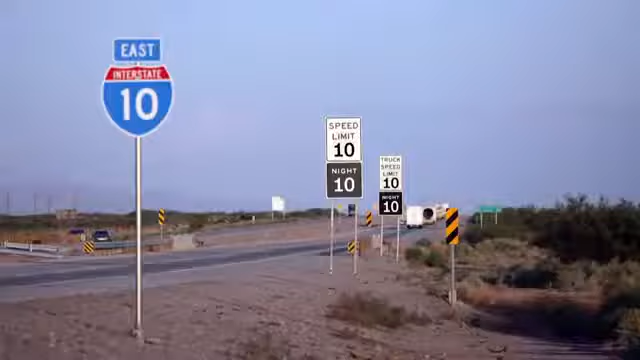 EAST
INTERSTATE
10
SPEED
LIMIT
10
NIGHT
10
TRUCK
SPEED
LIMIT
10
NIGHT
10